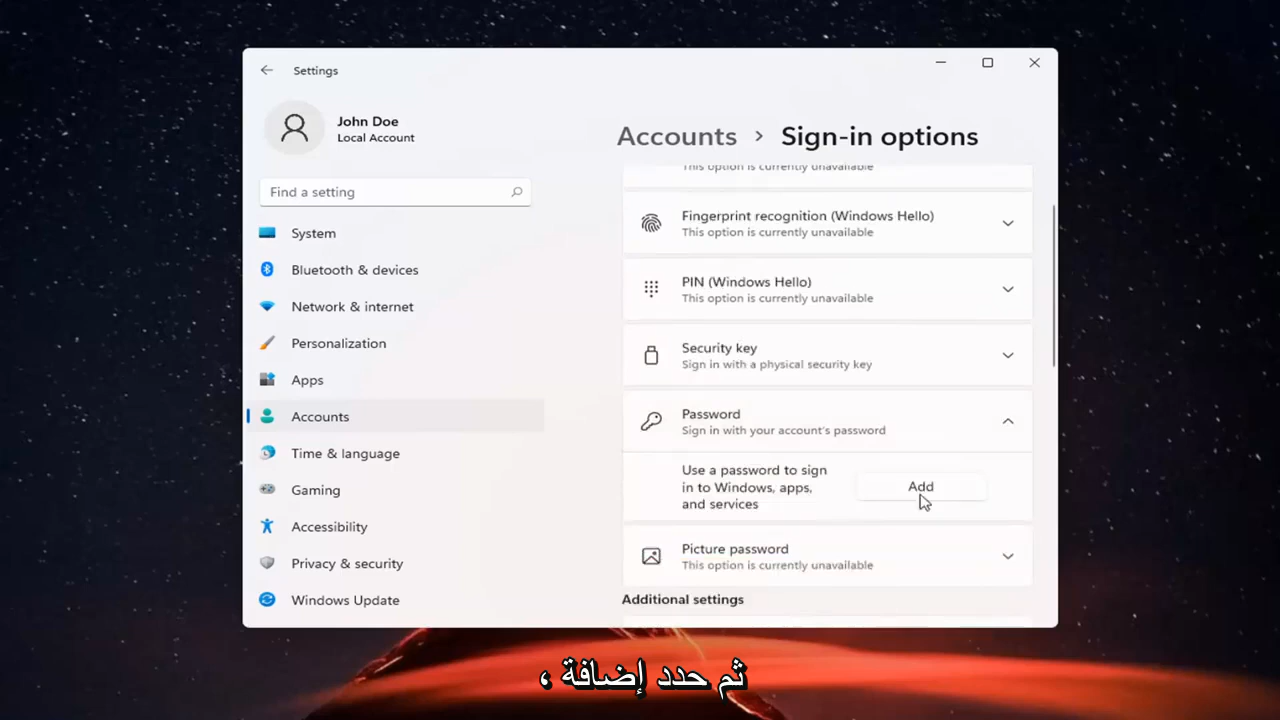 Settings
John Doe
Local Account
Find a setting
System
Bluetooth & devices
Network & internet
Personalization
Apps
Accounts
Time & language
Gaming
Accessibility
Privacy & security
Windows Update
Accounts > Sign-in options
This option is currently unavailable
Fingerprint recognition (Windows Hello)
This option is currently unavailable
PIN (Windows Hello)
This option is currently unavailable
Security key
Sign in with a physical security key
Password
Sign in with your account's password
Use a password to sign
in to Windows, apps,
and services
Add
Picture password
This option is currently unavailable
Additional settings
ثم حدد إضافة ،